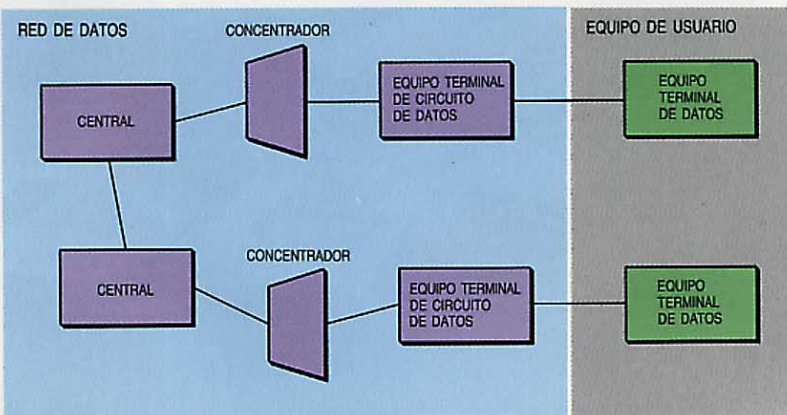 RED DE DATOS
CONCENTRADOR
EQUIPO DE USUARIO
CENTRAL
EQUIPO TERMINAL
DE CIRCUITO
DE DATOS
EQUIPO
TERMINAL
DE DATOS
CONCENTRADOR
CENTRAL
EQUIPO TERMINAL
DE CIRCUITO
DE DATOS
EQUIPO
TERMINAL
DE DATOS